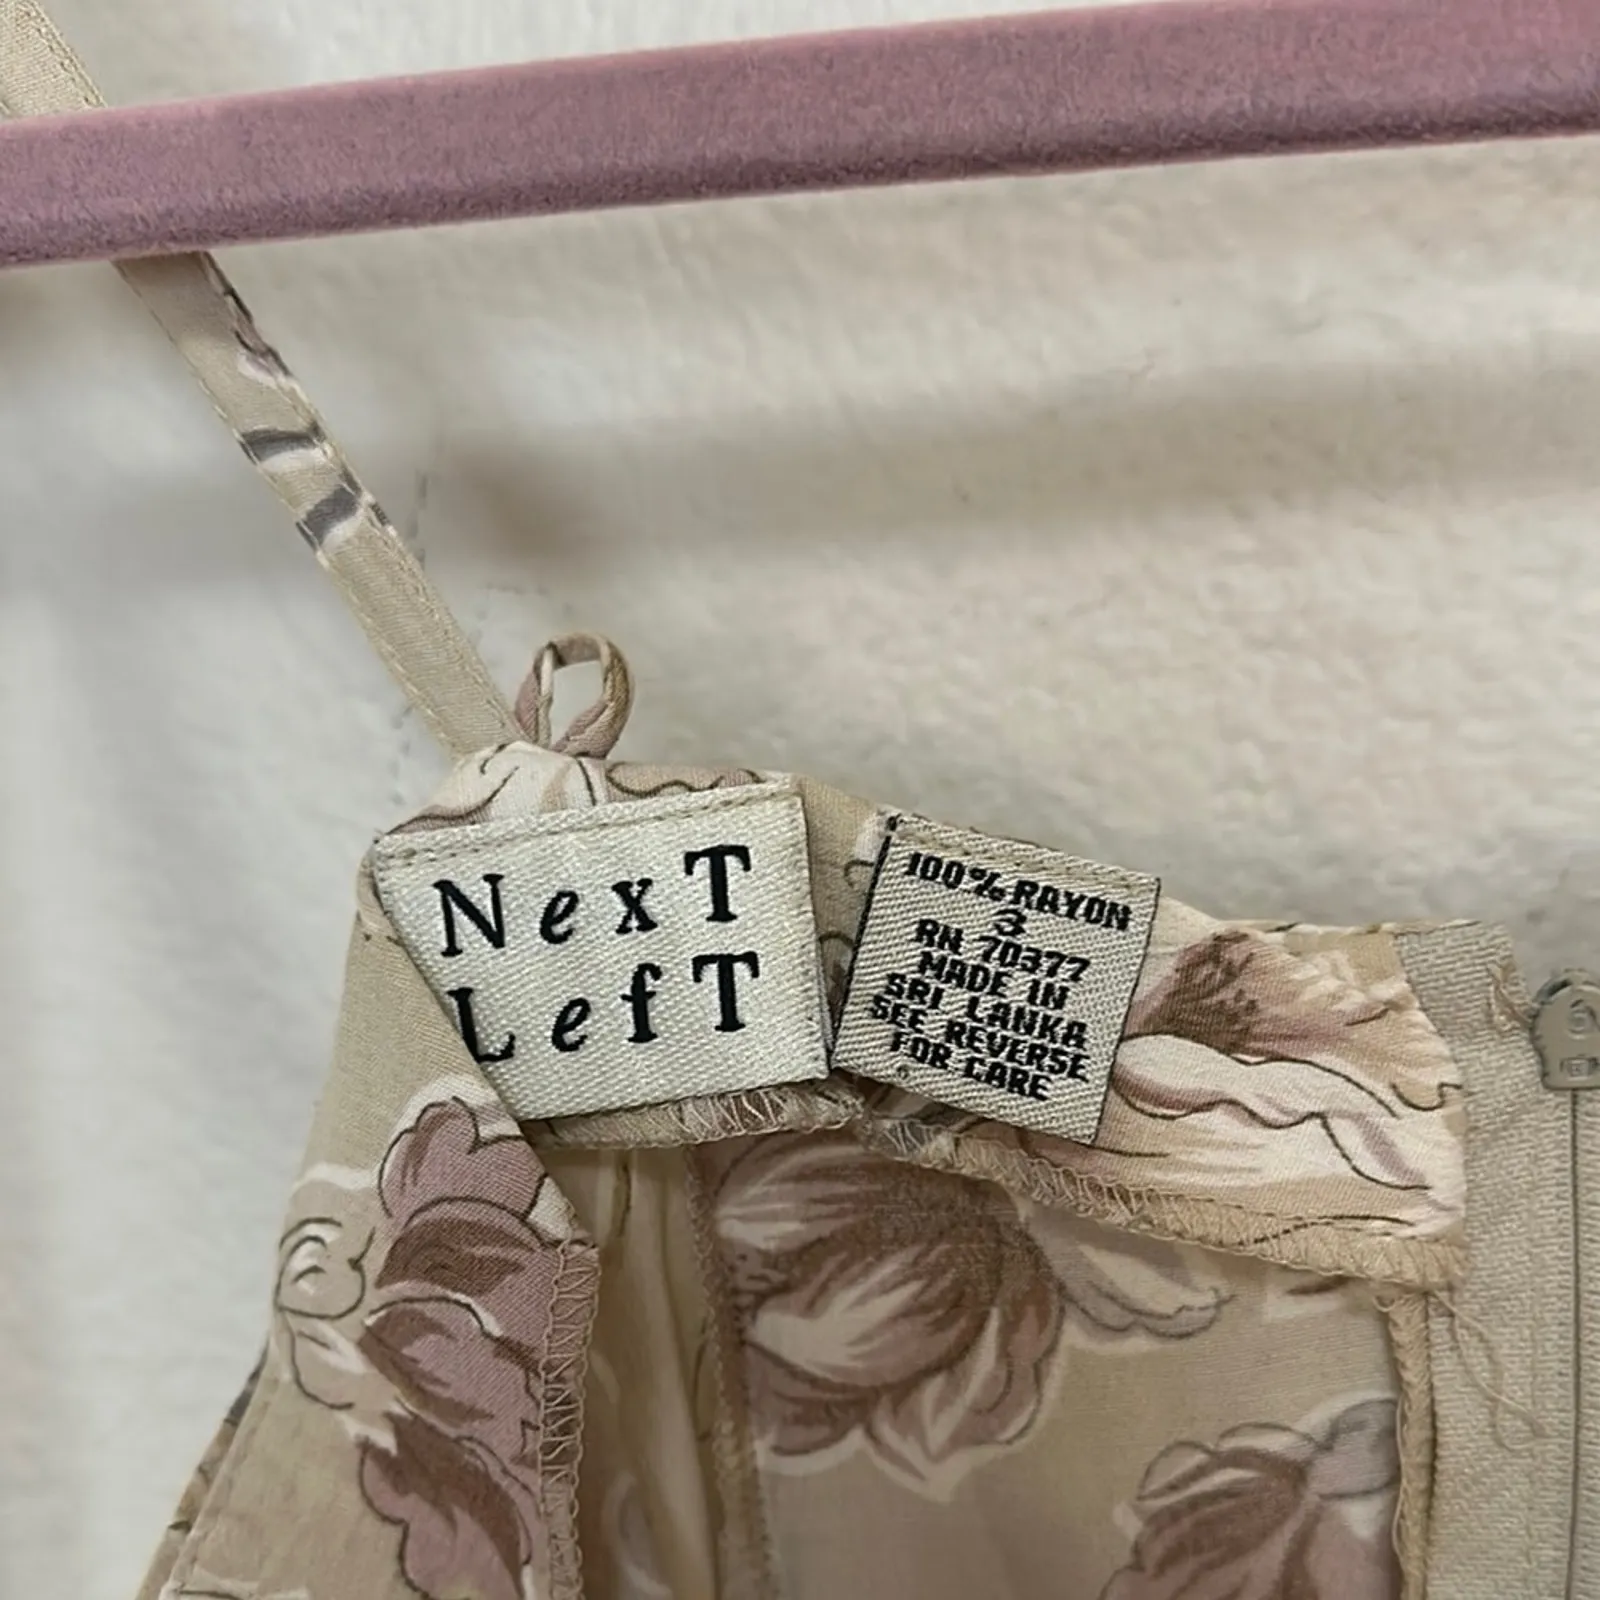 NexT
LefT
100% RAYON
3
RN 70377
MADE IN
SRI LANKA
SEE REVERSE
FOR CARE